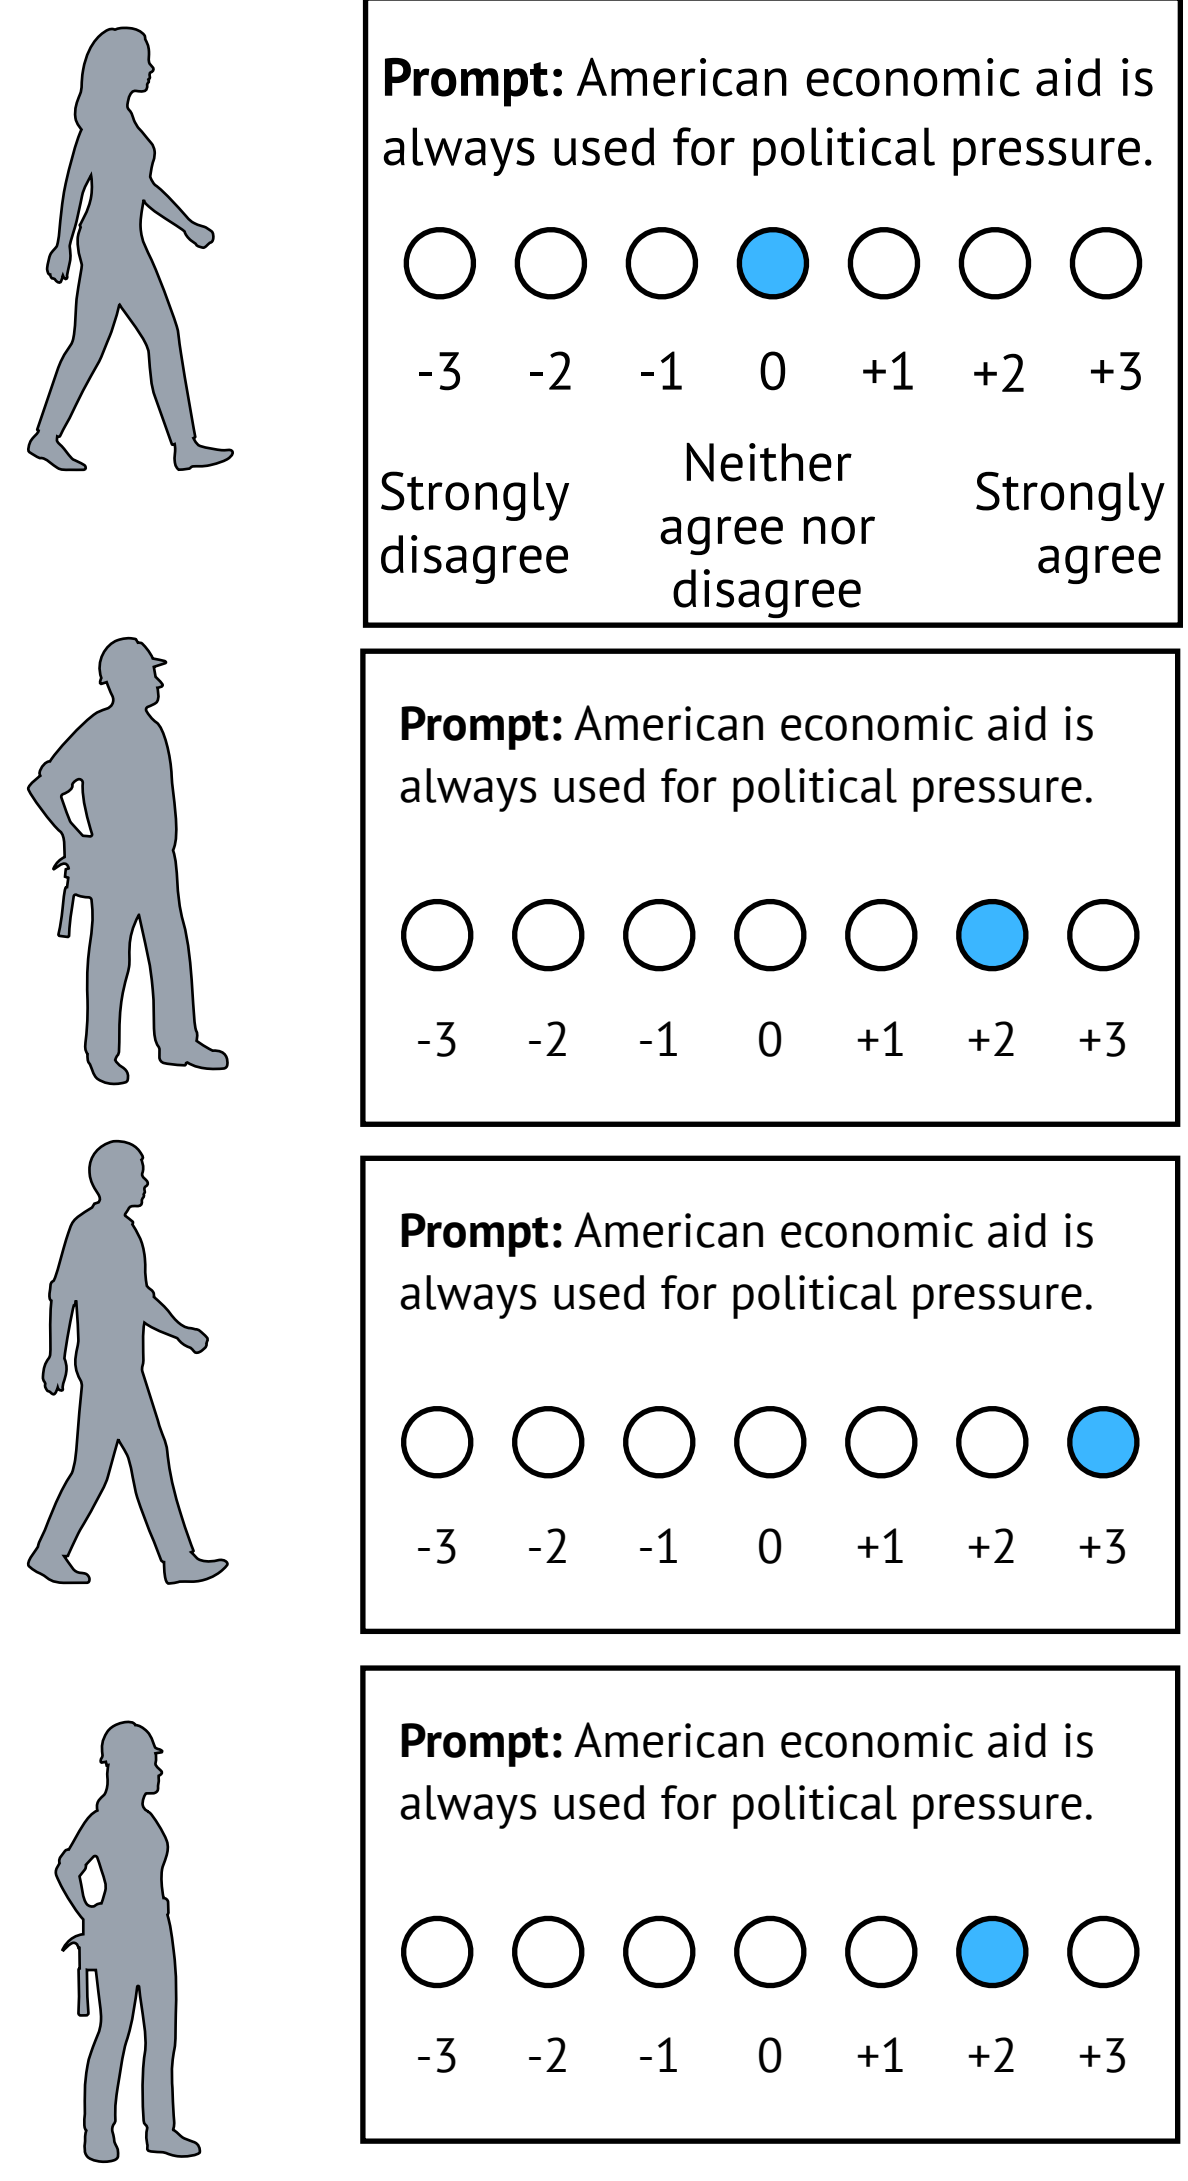 Prompt: American economic aid is
always used for political pressure.
-3 -2 -1 0 +1 +2 +3
Strongly disagree
Neither agree nor disagree
Strongly agree
Prompt: American economic aid is
always used for political pressure.
-3 -2 -1 0 +1 +2 +3
Prompt: American economic aid is
always used for political pressure.
-3 -2 -1 0 +1 +2 +3
Prompt: American economic aid is
always used for political pressure.
-3 -2 -1 0 +1 +2 +3